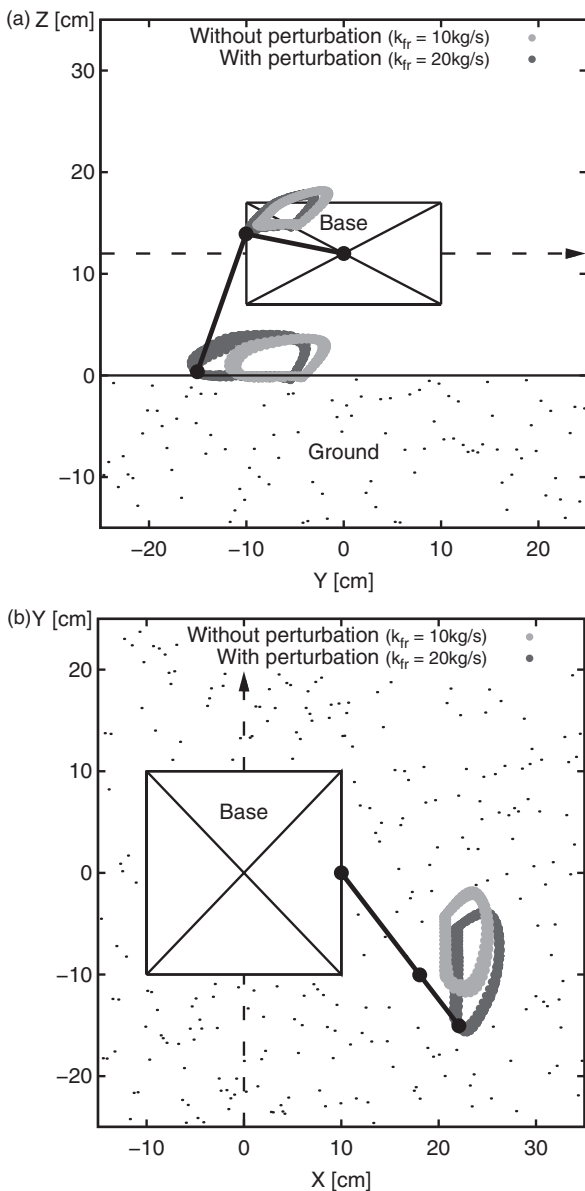 (a) Z [cm]
Without perturbation (k_fr = 10kg/s)
With perturbation (k_fr = 20kg/s)
30
20
Base
10
0
Ground
−10
−20 −10 0 10 20
Y [cm]
(b) Y [cm]
Without perturbation (k_fr = 10kg/s)
20
With perturbation (k_fr = 20kg/s)
10
Base
0
−10
−20
−10 0 10 20 30
X [cm]